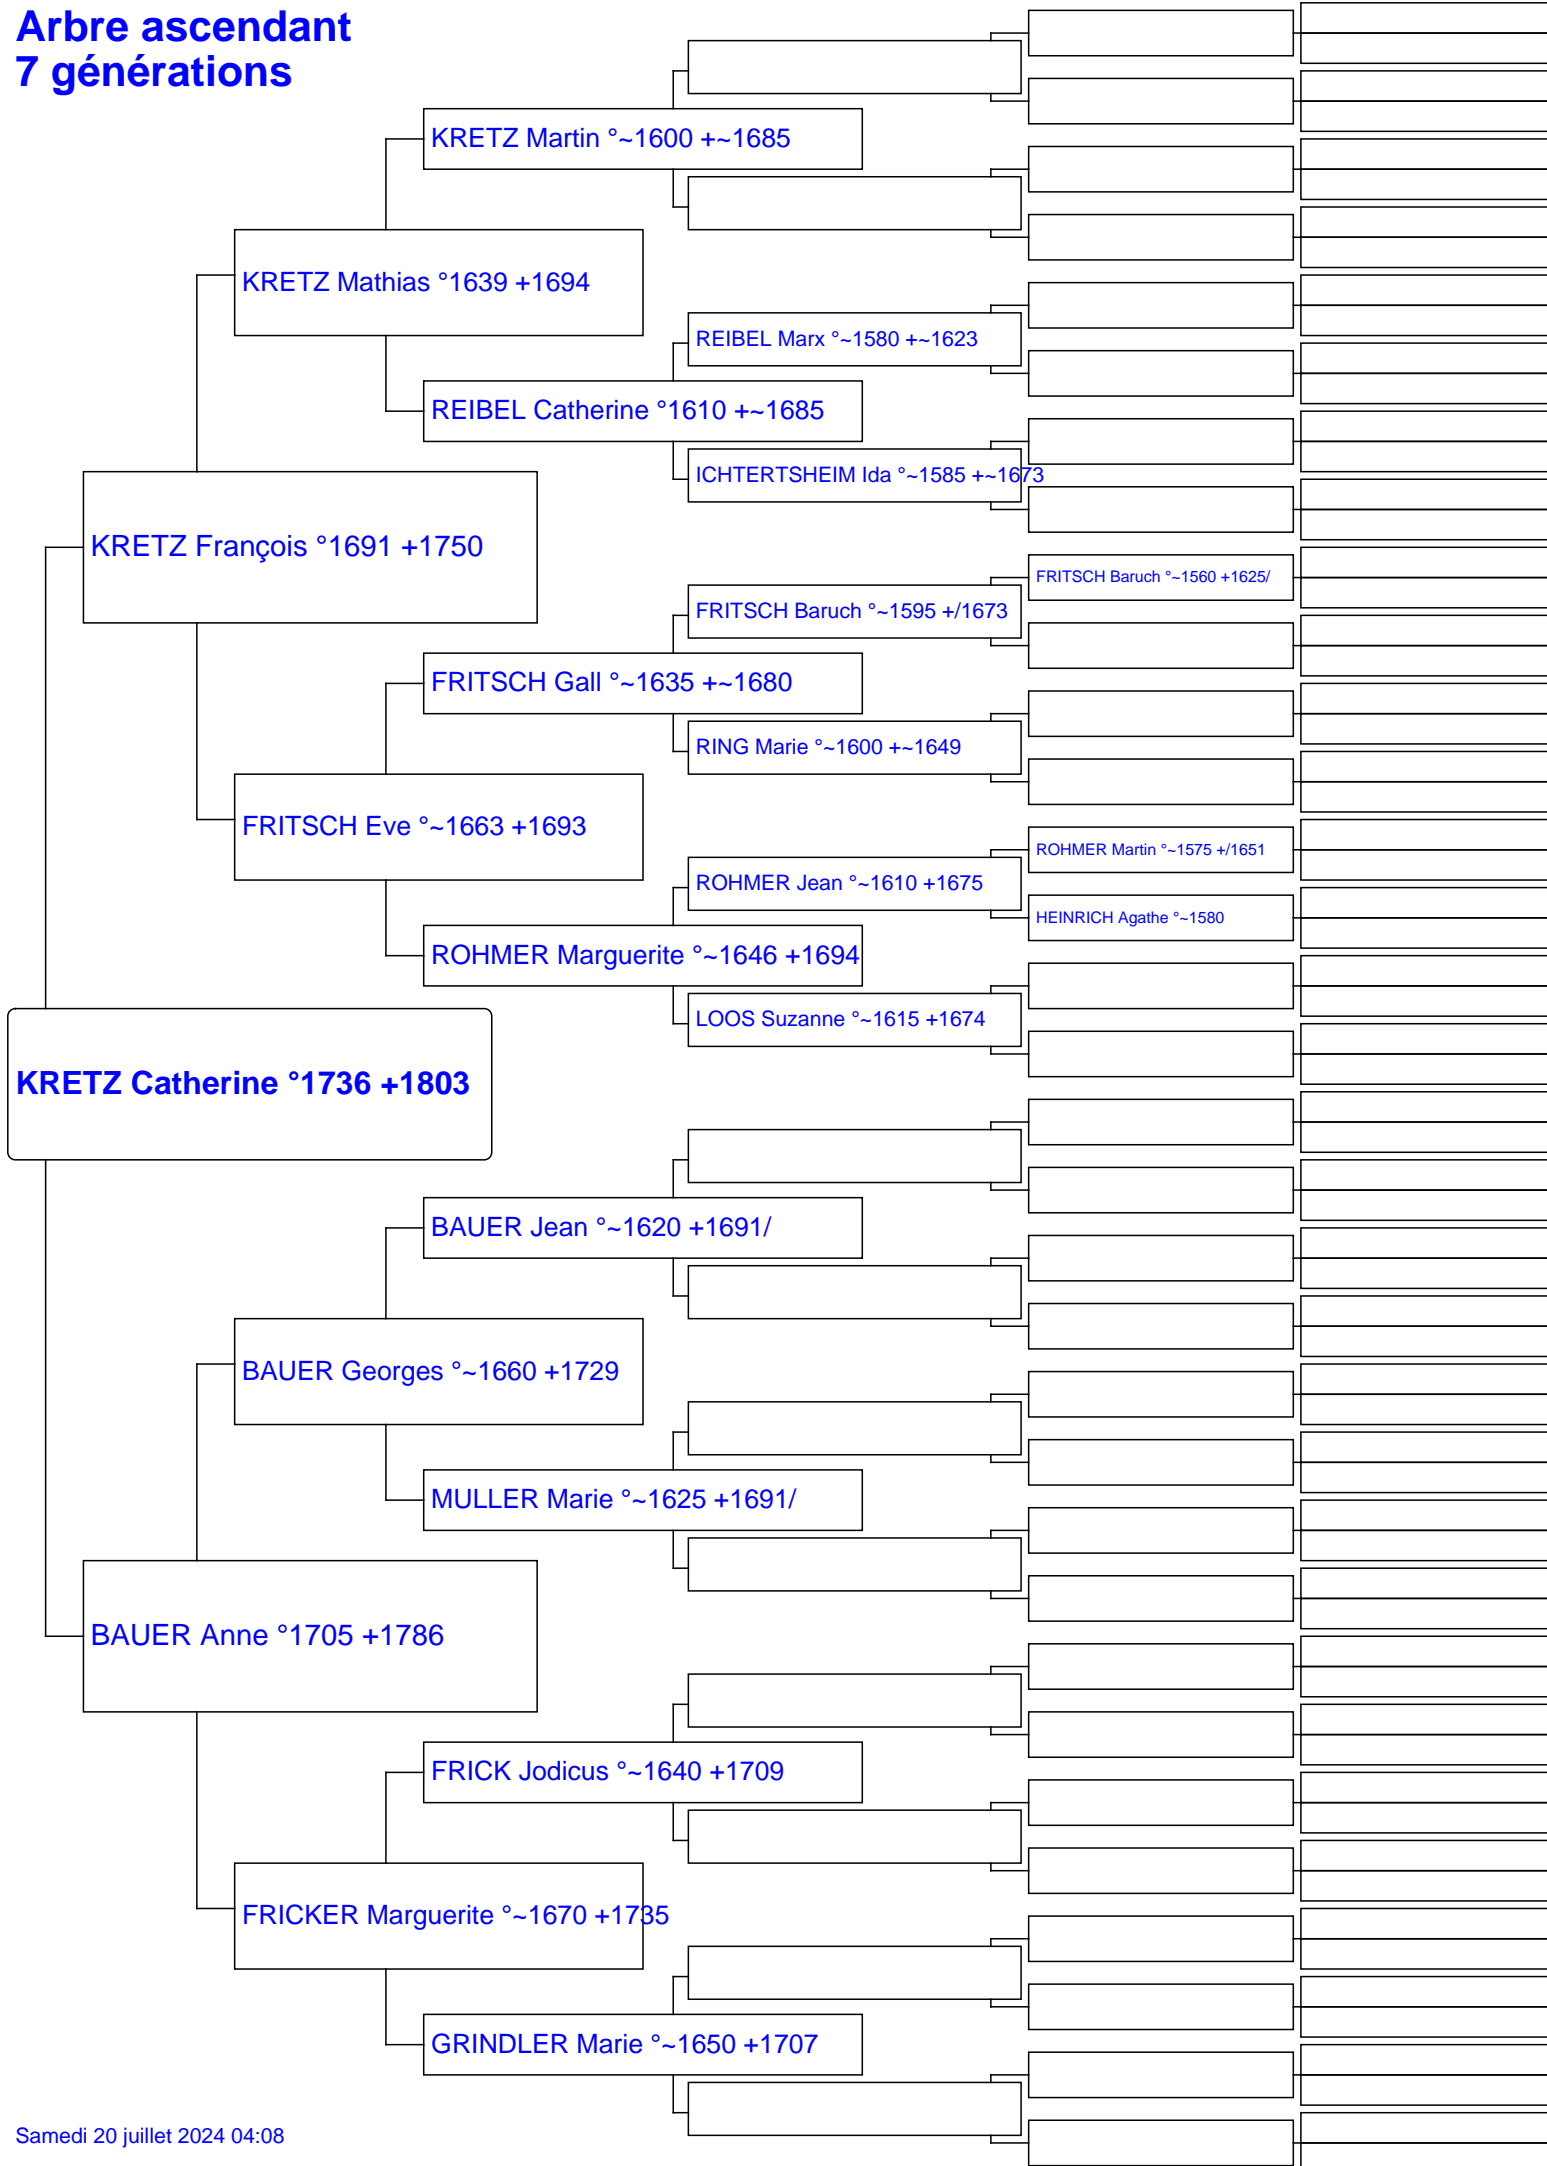 Arbre ascendant
7 générations
KRETZ Martin °~1600 +~1685
KRETZ Mathias °1639 +1694
REIBEL Marx °~1580 +~1623
REIBEL Catherine °1610 +~1685
ICHTERTSHEIM Ida °~1585 +~1673
KRETZ François °1691 +1750
FRITSCH Baruch °~1560 +1625/
FRITSCH Baruch °~1595 +/1673
FRITSCH Gall °~1635 +~1680
RING Marie °~1600 +~1649
FRITSCH Eve °~1663 +1693
ROHMER Martin °~1575 +/1651
ROHMER Jean °~1610 +1675
HEINRICH Agathe °~1580
ROHMER Marguerite °~1646 +1694
LOOS Suzanne °~1615 +1674
KRETZ Catherine °1736 +1803
BAUER Jean °~1620 +1691/
BAUER Georges °~1660 +1729
MULLER Marie °~1625 +1691/
BAUER Anne °1705 +1786
FRICK Jodicus °~1640 +1709
FRICKER Marguerite °~1670 +1735
GRINDLER Marie °~1650 +1707
Samedi 20 juillet 2024 04:08